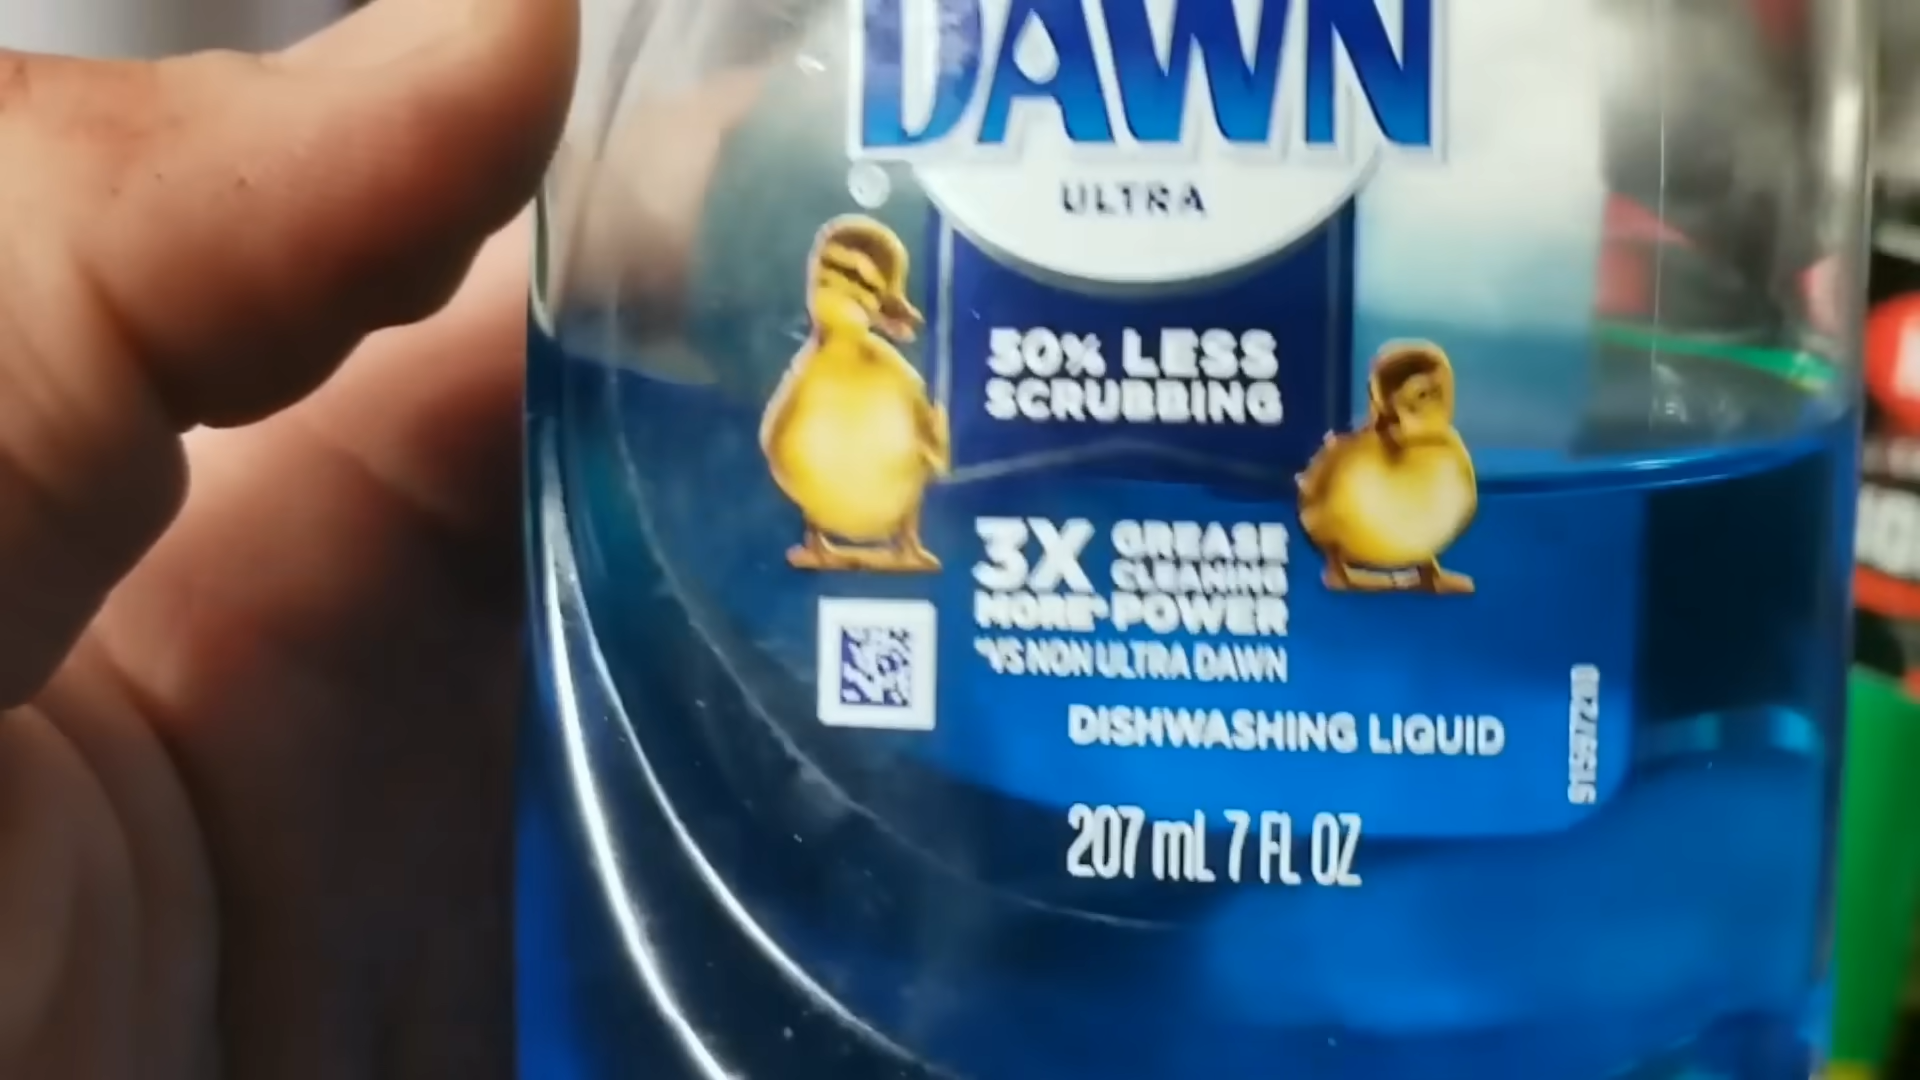 DAWN
ULTRA
50% LESS
SCRUBBING
3X GREASE
CLEANING
MORE* POWER
*VS NON ULTRA DAWN
DISHWASHING LIQUID
207 mL 7 FL OZ